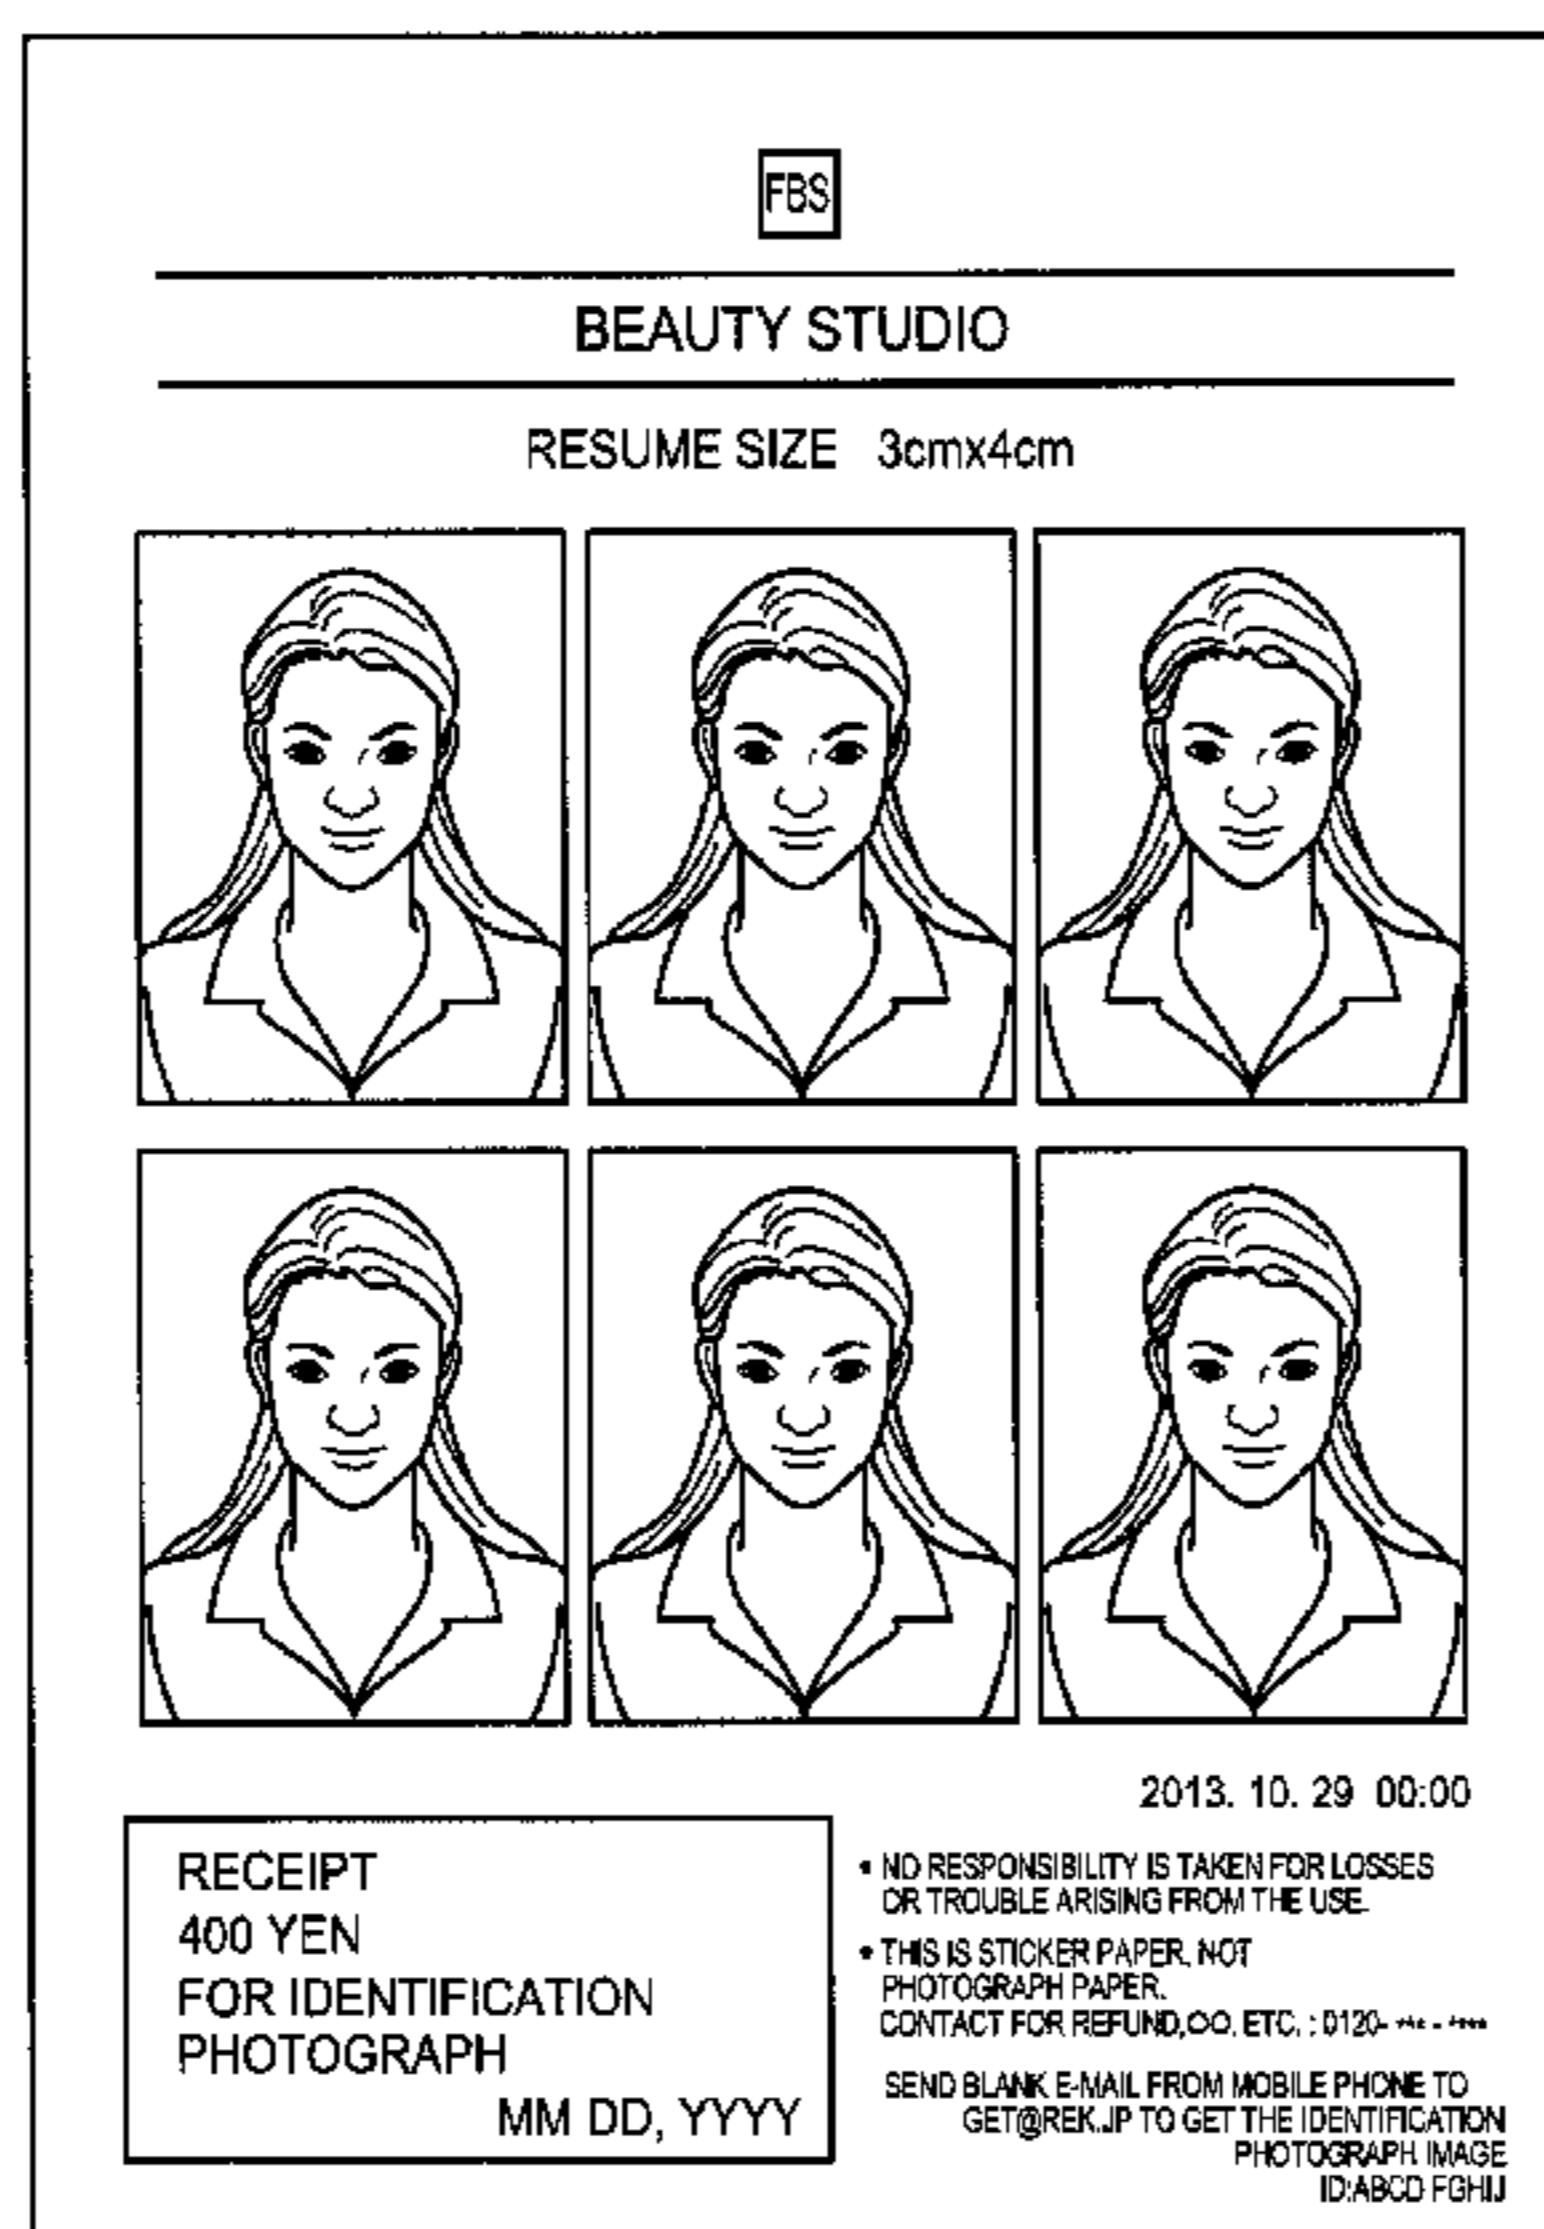 FBS
BEAUTY STUDIO
RESUME SIZE 3cmx4cm
2013. 10. 29 00:00
RECEIPT
400 YEN
FOR IDENTIFICATION
PHOTOGRAPH
MM DD, YYYY
• NO RESPONSIBILITY IS TAKEN FOR LOSSES
OR TROUBLE ARISING FROM THE USE.
• THIS IS STICKER PAPER, NOT
PHOTOGRAPH PAPER.
CONTACT FOR REFUND,○○, ETC. : 0120- *** - ****
SEND BLANK E-MAIL FROM MOBILE PHONE TO
GET@REK.JP TO GET THE IDENTIFICATION
PHOTOGRAPH IMAGE
ID:ABCD FGHIJ